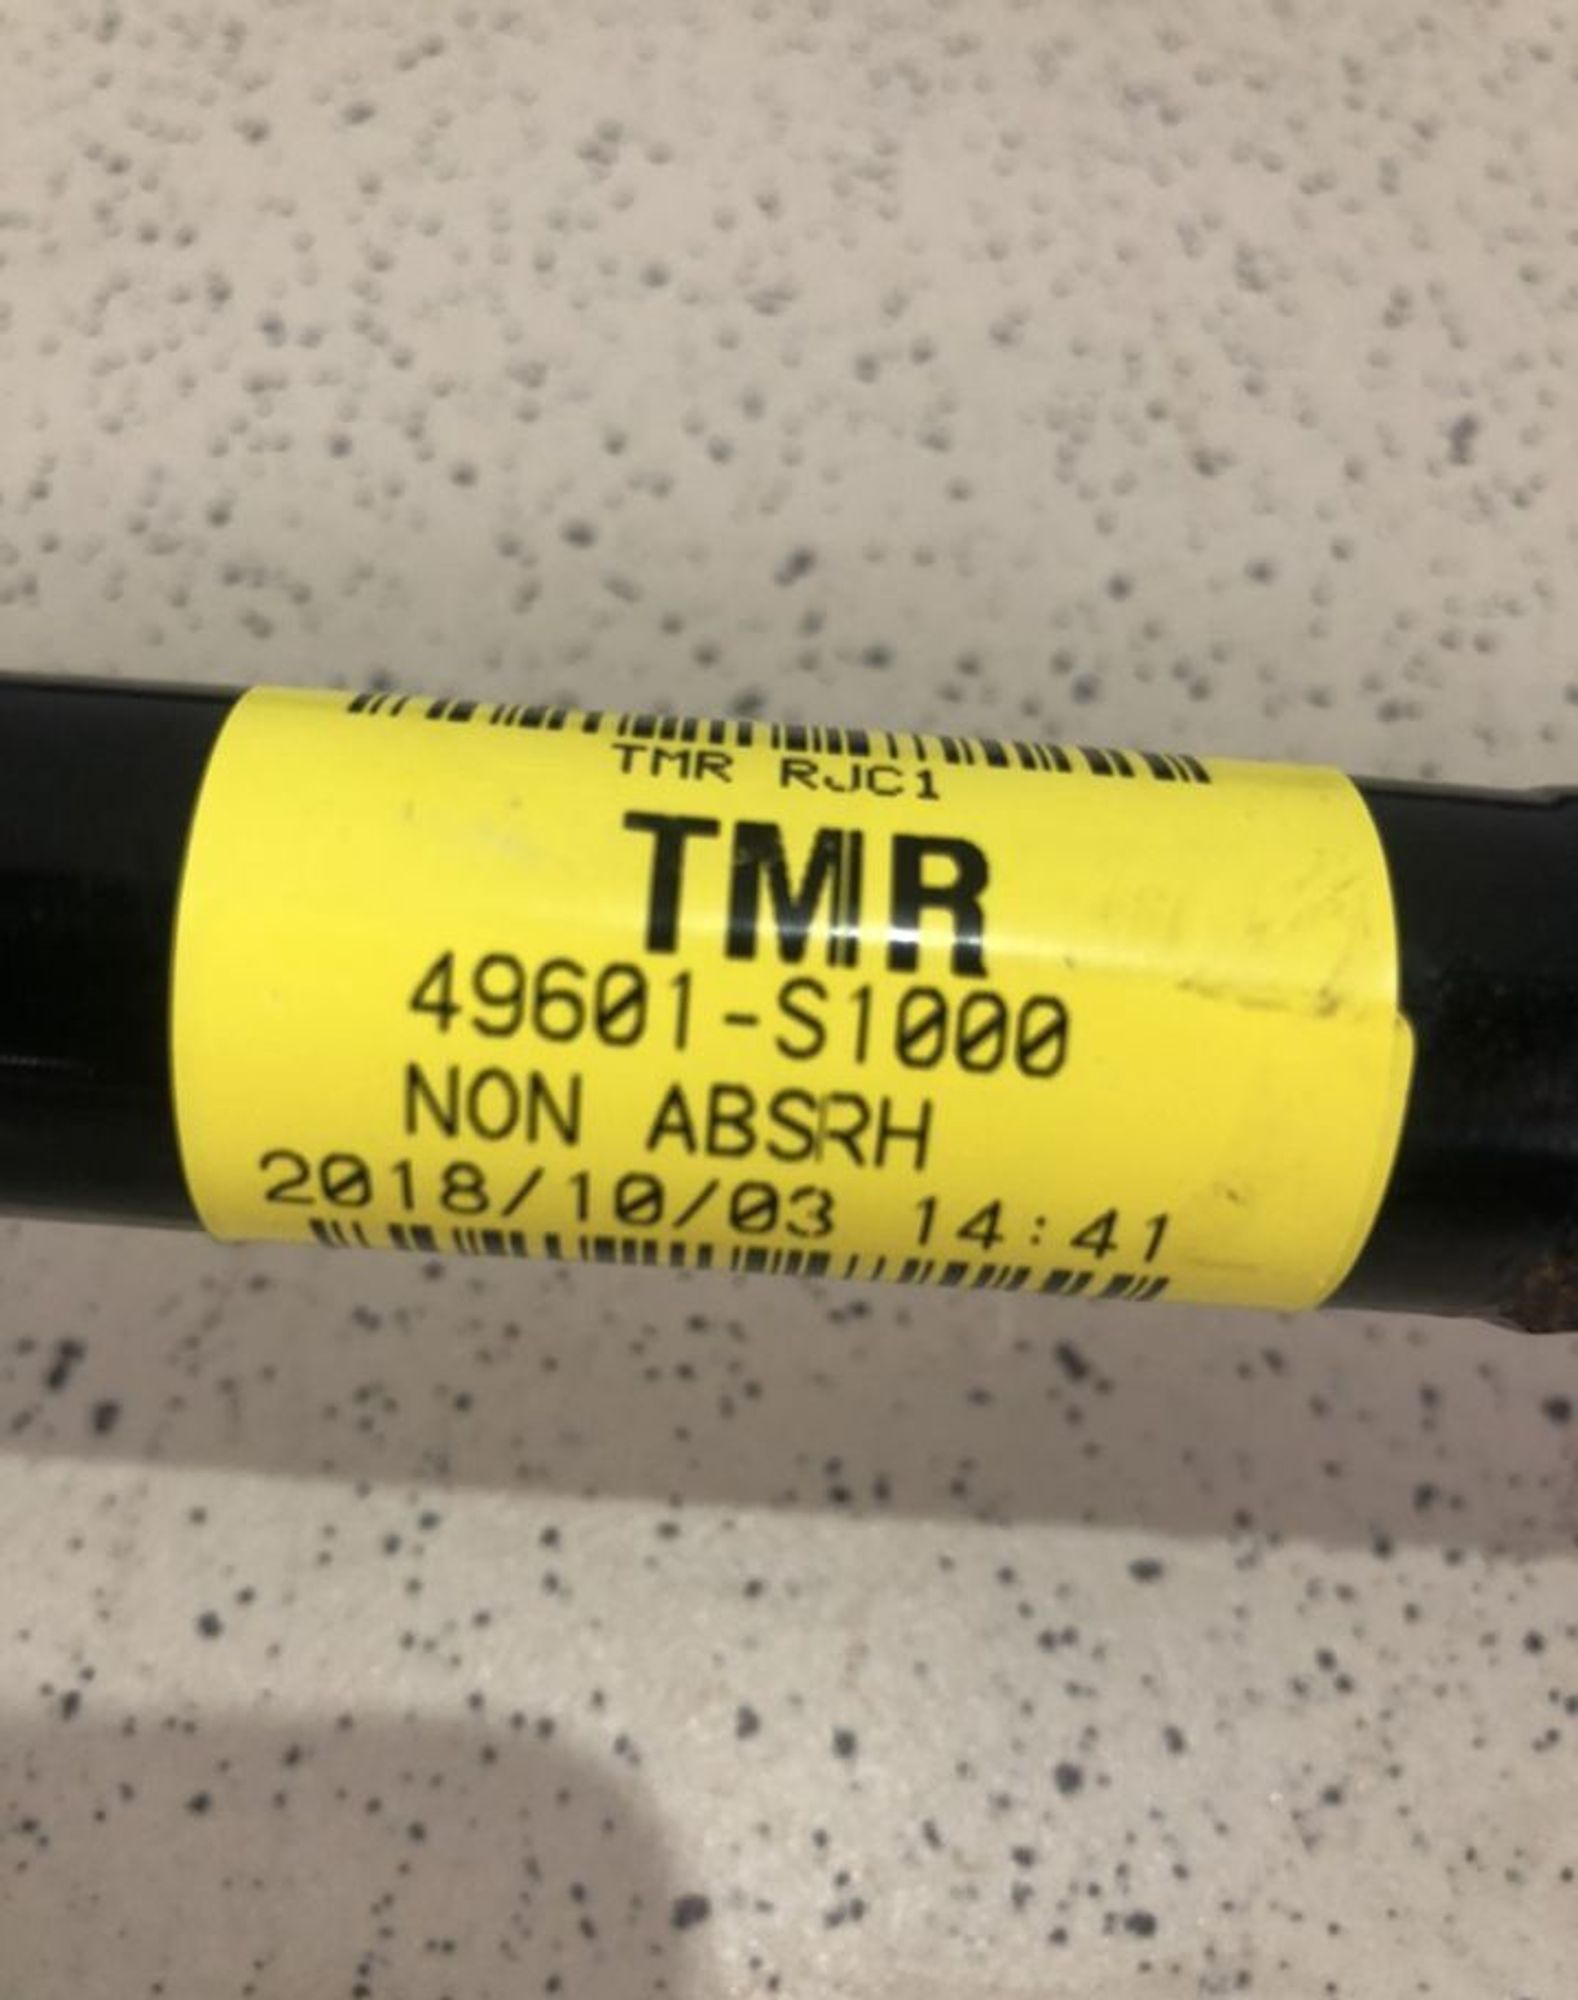 TMR RJC1
TMR
49601-S1000
NON ABSRH
2018/10/03 14:41